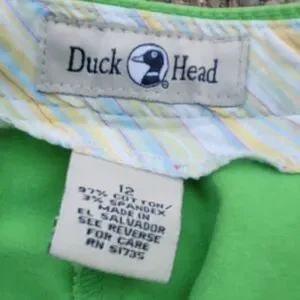 Duck Head
12
97% COTTON/
3% SPANDEX
MADE IN
EL SALVADOR
SEE REVERSE
FOR CARE
RN 51735